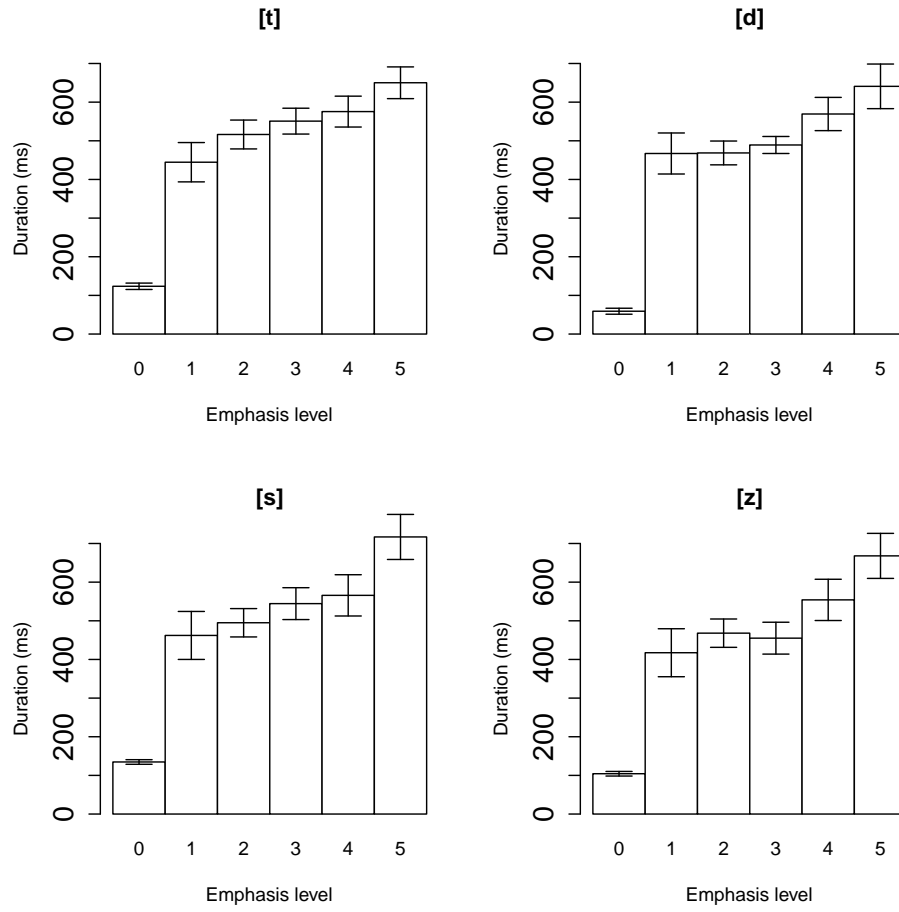 [t]
Duration (ms)
0 200 400 600
0 1 2 3 4 5
Emphasis level
[d]
Duration (ms)
0 200 400 600
0 1 2 3 4 5
Emphasis level
[s]
Duration (ms)
0 200 400 600
0 1 2 3 4 5
Emphasis level
[z]
Duration (ms)
0 200 400 600
0 1 2 3 4 5
Emphasis level